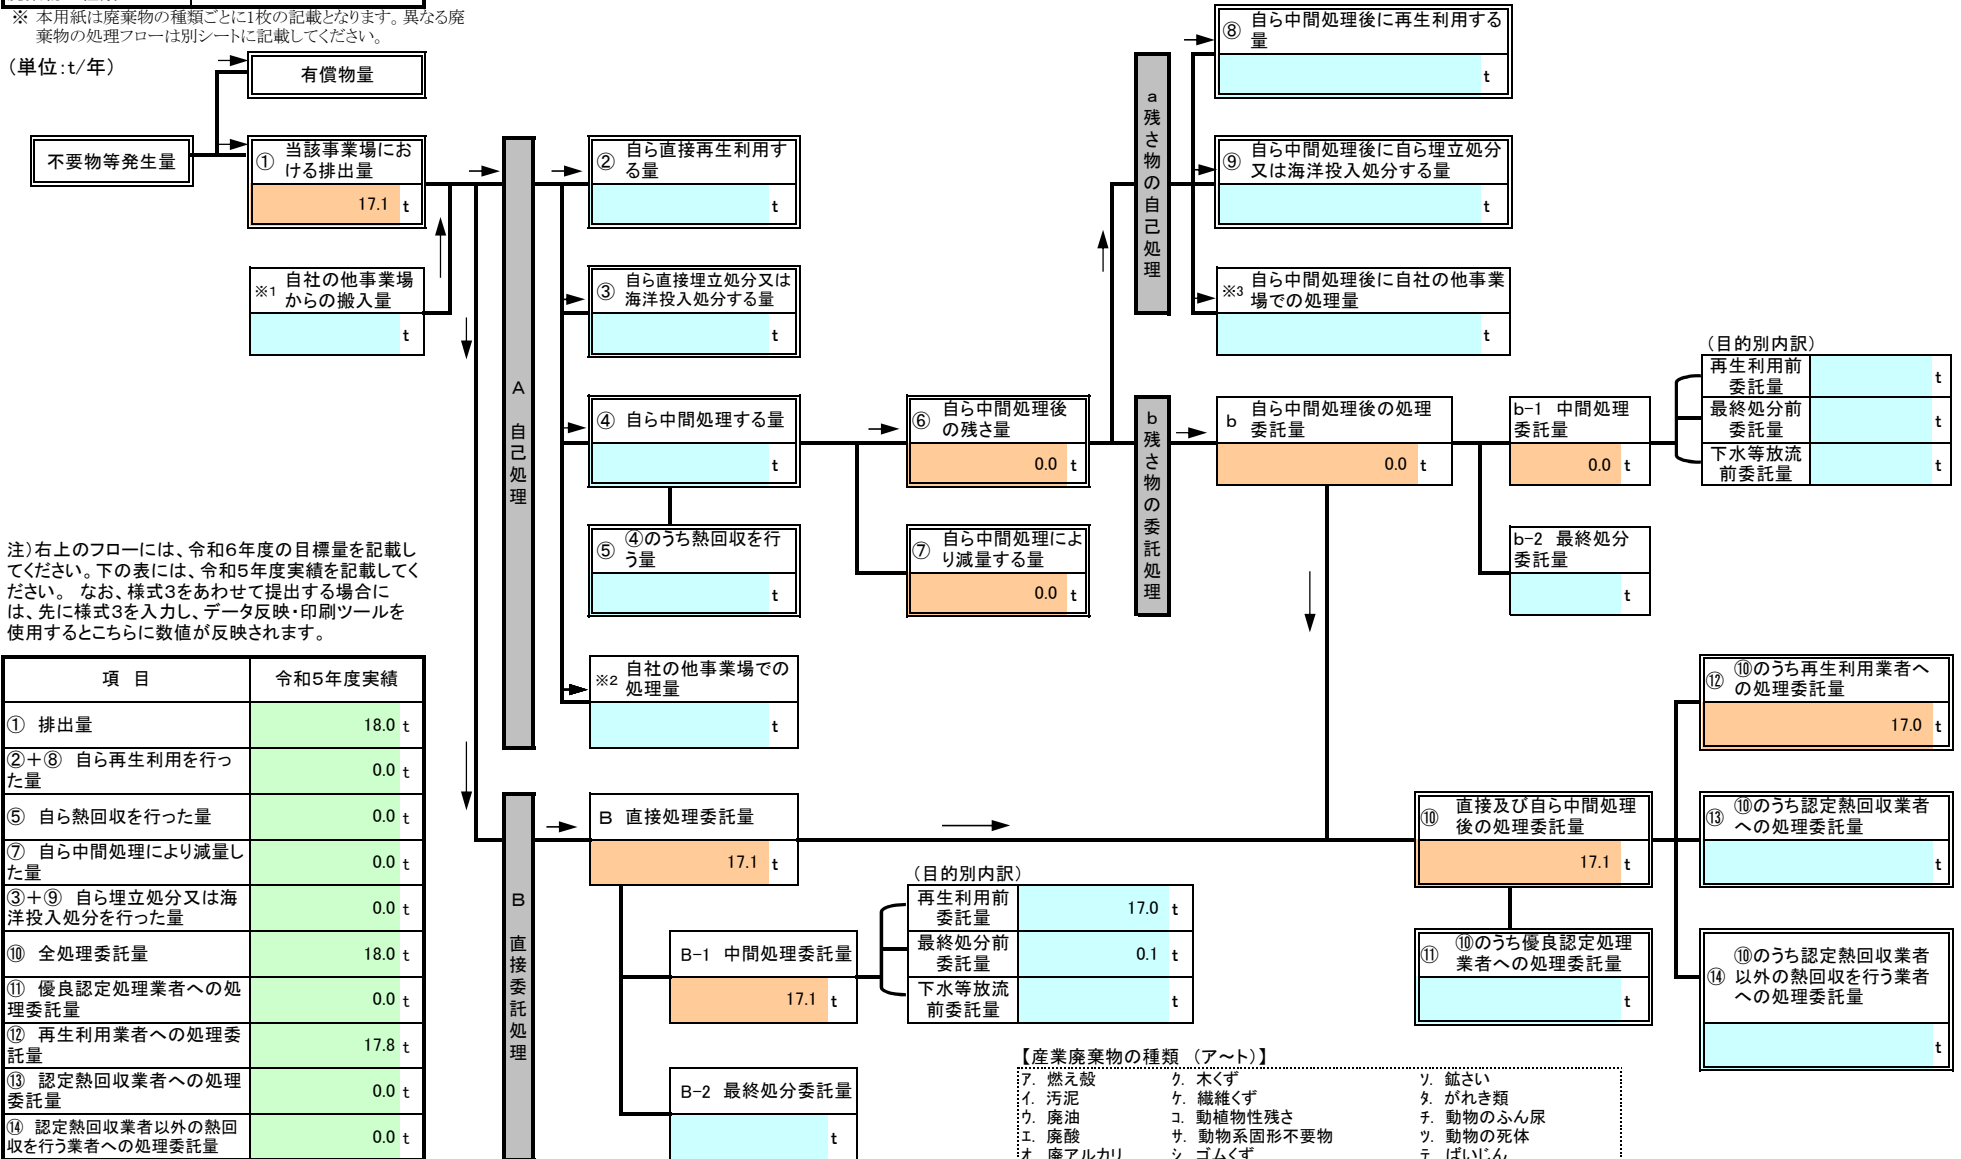 ※ 本用紙は廃棄物の種類ごとに1枚の記載となります。異なる廃
棄物の処理フローは別シートに記載してください。
（単位:t/年）
有償物量
不要物等発生量
① 当該事業場にお
ける排出量
17.1 t
※1 自社の他事業場
からの搬入量
t
A 自己処理
② 自ら直接再生利用す
る量
t
③ 自ら直接埋立処分又は
海洋投入処分する量
t
④ 自ら中間処理する量
t
⑤ ④のうち熱回収を行
う量
t
※2 自社の他事業場での
処理量
t
⑥ 自ら中間処理後
の残さ量
0.0 t
⑦ 自ら中間処理によ
り減量する量
0.0 t
a 残さ物の自己処理
⑧ 自ら中間処理後に再生利用する
量
t
⑨ 自ら中間処理後に自ら埋立処分
又は海洋投入処分する量
t
※3 自ら中間処理後に自社の他事業
場での処理量
t
b 残さ物の委託処理
b 自ら中間処理後の処理
委託量
0.0 t
b-1 中間処理
委託量
0.0 t
（目的別内訳）
再生利用前
委託量
t
最終処分前
委託量
t
下水等放流
前委託量
t
b-2 最終処分
委託量
t
注）右上のフローには、令和6年度の目標量を記載し
てください。下の表には、令和5年度実績を記載してく
ださい。 なお、様式3をあわせて提出する場合に
は、先に様式3を入力し、データ反映・印刷ツールを
使用するとこちらに数値が反映されます。
項 目 令和5年度実績
① 排出量 18.0 t
②+⑧ 自ら再生利用を行っ
た量 0.0 t
⑤ 自ら熱回収を行った量 0.0 t
⑦ 自ら中間処理により減量し
た量 0.0 t
③+⑨ 自ら埋立処分又は海
洋投入処分を行った量 0.0 t
⑩ 全処理委託量 18.0 t
⑪ 優良認定処理業者への処
理委託量 0.0 t
⑫ 再生利用業者への処理委
託量 17.8 t
⑬ 認定熱回収業者への処理
委託量 0.0 t
⑭ 認定熱回収業者以外の熱回
収を行う業者への処理委託量 0.0 t
B 直接委託処理
B 直接処理委託量
17.1 t
B-1 中間処理委託量
17.1 t
（目的別内訳）
再生利用前
委託量 17.0 t
最終処分前
委託量 0.1 t
下水等放流
前委託量 t
B-2 最終処分委託量
t
⑩ 直接及び自ら中間処理
後の処理委託量
17.1 t
⑪ ⑩のうち優良認定処理
業者への処理委託量
t
⑫ ⑩のうち再生利用業者へ
の処理委託量
17.0 t
⑬ ⑩のうち認定熱回収業者
への処理委託量
t
⑭ ⑩のうち認定熱回収業者
以外の熱回収を行う業者
への処理委託量
t
【産業廃棄物の種類 （ア～ト）】
ア. 燃え殻 ク. 木くず ソ. 鉱さい
イ. 汚泥 ケ. 繊維くず タ. がれき類
ウ. 廃油 コ. 動植物性残さ チ. 動物のふん尿
エ. 廃酸 サ. 動物系固形不要物 ツ. 動物の死体
オ. 廃アルカリ シ. ゴムくず テ. ばいじん